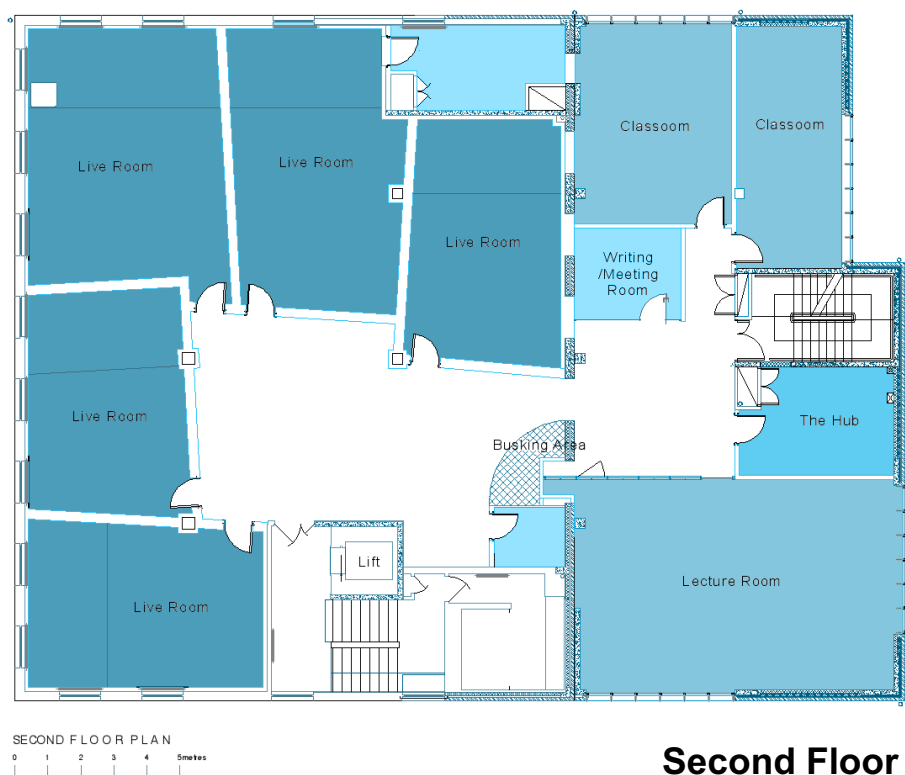 Classoom
Classoom
Live Room
Live Room
Live Room
Writing
/Meeting
Room
Live Room
The Hub
Busking Area
Lift
Lecture Room
Live Room
SECOND FLOOR PLAN
0 1 2 3 4 5metres
Second Floor